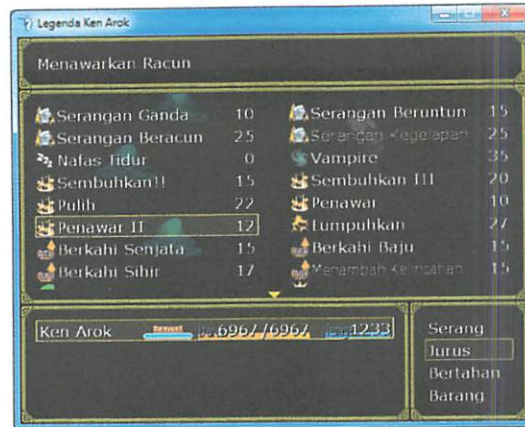 Legenda Ken Arok
Menawarkan Racun
Serangan Ganda 10 Serangan Beruntun 15
Serangan Beracun 25 Serangan Kegelapan 25
Nafas Tidur 0 Vampire 35
Sembuhkan!! 15 Sembuhkan III 20
Pulih 22 Penawar 10
Penawar II 12 Lumpuhkan 27
Berkahi Senjata 15 Berkahi Baju 15
Berkahi Sihir 17 Menambah Kelincahan 15
Ken Arok 6967/6967 1233
Serang
Jurus
Bertahan
Barang